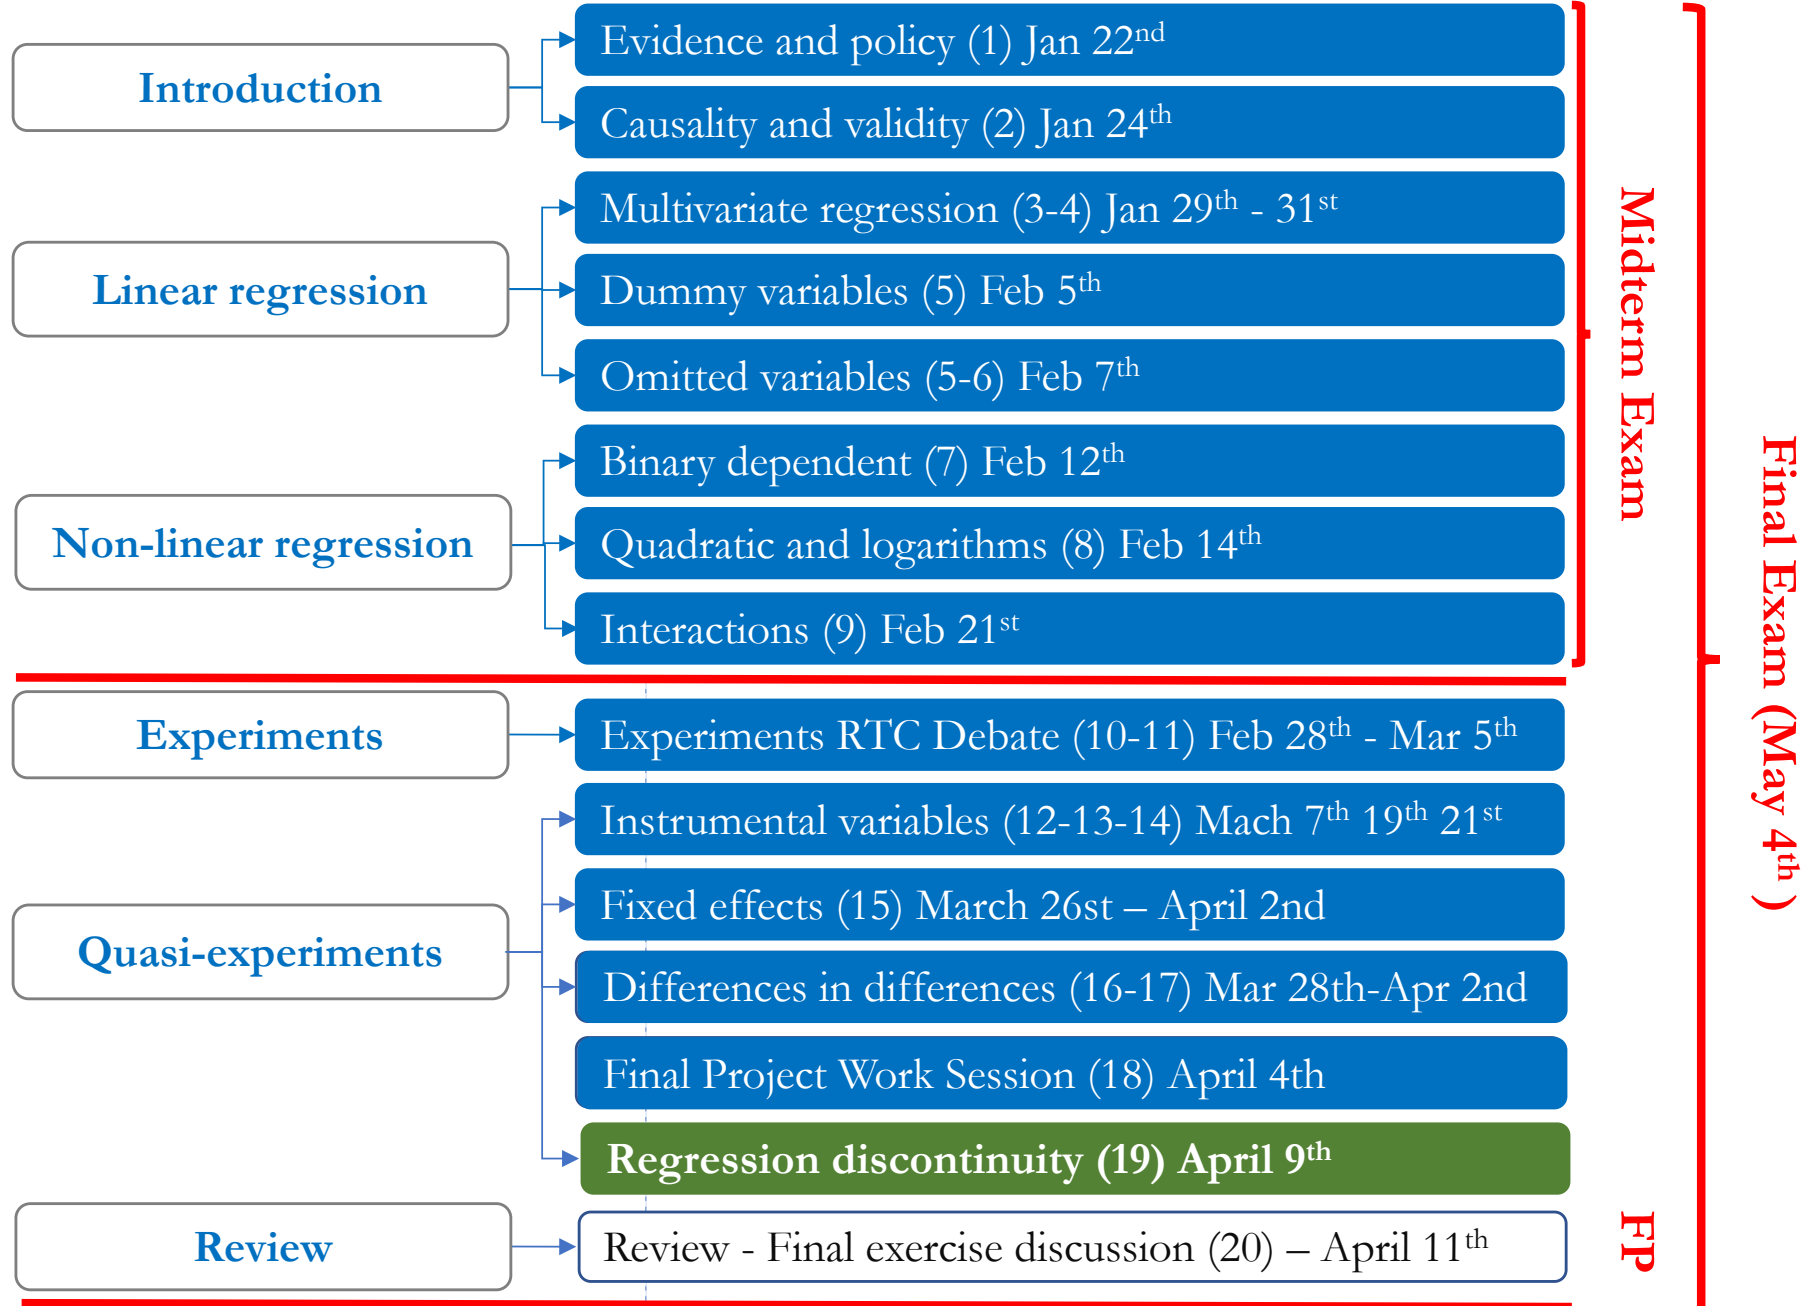 Introduction
Evidence and policy (1) Jan 22nd
Causality and validity (2) Jan 24th
Linear regression
Multivariate regression (3-4) Jan 29th - 31st
Dummy variables (5) Feb 5th
Omitted variables (5-6) Feb 7th
Non-linear regression
Binary dependent (7) Feb 12th
Quadratic and logarithms (8) Feb 14th
Interactions (9) Feb 21st
Midterm Exam
Experiments
Experiments RTC Debate (10-11) Feb 28th - Mar 5th
Quasi-experiments
Instrumental variables (12-13-14) Mach 7th 19th 21st
Fixed effects (15) March 26st – April 2nd
Differences in differences (16-17) Mar 28th-Apr 2nd
Final Project Work Session (18) April 4th
Regression discontinuity (19) April 9th
Review
Review - Final exercise discussion (20) – April 11th
FP
Final Exam (May 4th )